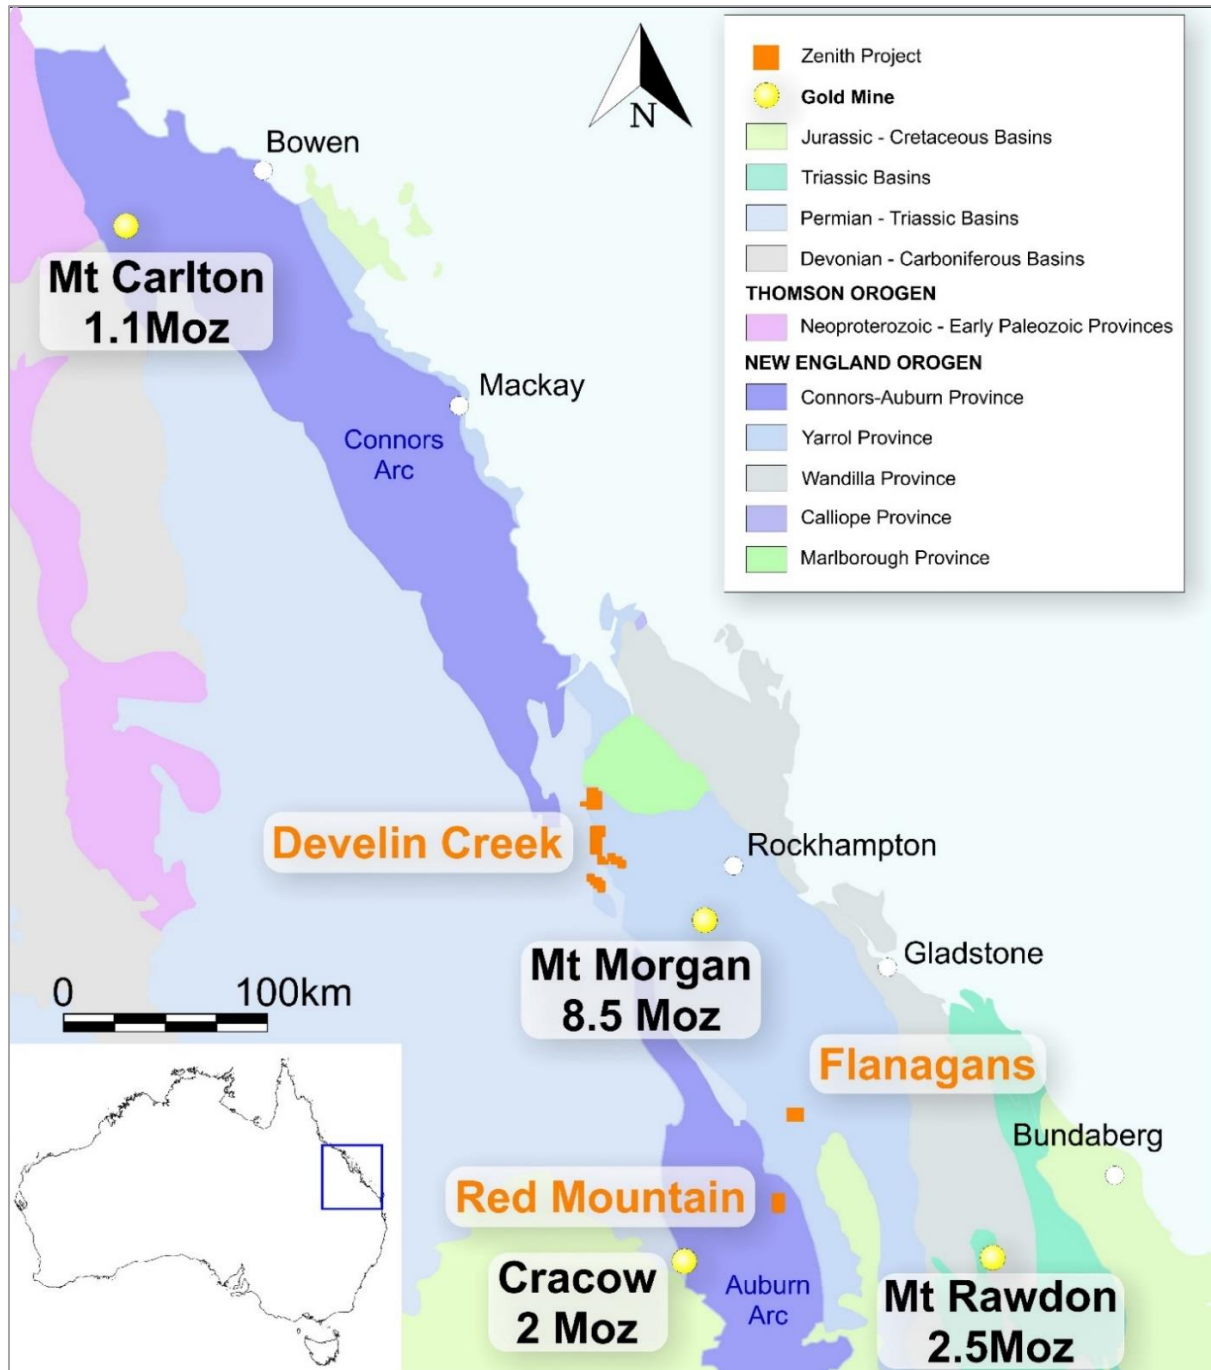 Zenith Project
Gold Mine
Jurassic - Cretaceous Basins
Triassic Basins
Permian - Triassic Basins
Devonian - Carboniferous Basins
THOMSON OROGEN
Neoproterozoic - Early Paleozoic Provinces
NEW ENGLAND OROGEN
Connors-Auburn Province
Yarrol Province
Wandilla Province
Calliope Province
Marlborough Province
N
Bowen
Mt Carlton
1.1Moz
Mackay
Connors
Arc
Develin Creek
Rockhampton
Mt Morgan
8.5 Moz
Gladstone
0 100km
Flanagans
Bundaberg
Red Mountain
Cracow
2 Moz
Auburn
Arc
Mt Rawdon
2.5Moz